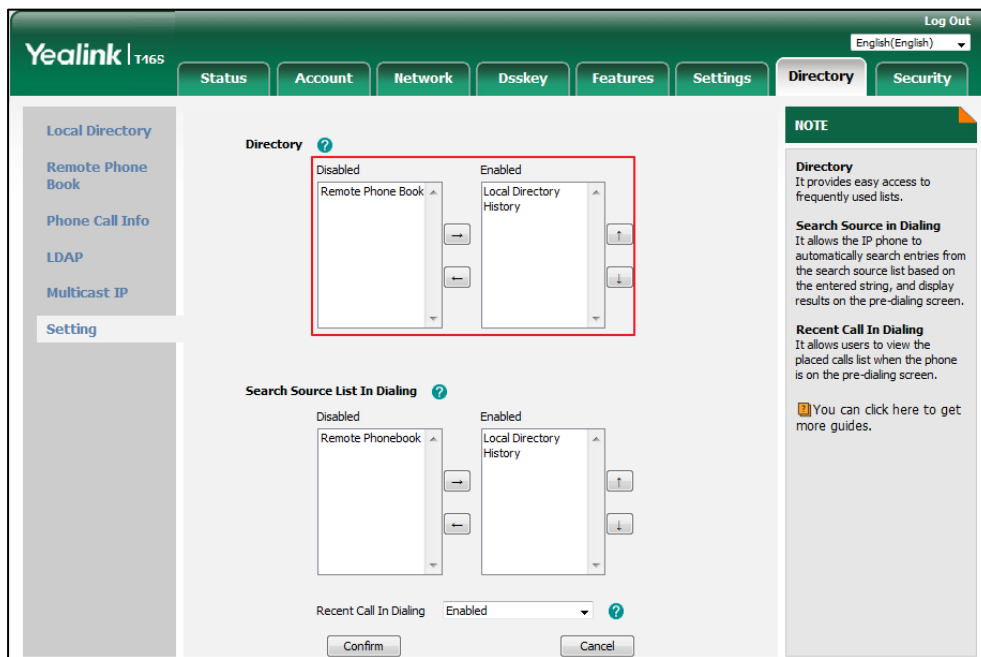 Log Out
English(English)
Yealink T46S
Status Account Network Dsskey Features Settings Directory Security
Local Directory
Remote Phone
Book
Phone Call Info
LDAP
Multicast IP
Setting
Directory ?
Disabled Enabled
Remote Phone Book
Local Directory
History
→
←
↑
↓
Search Source List In Dialing ?
Disabled Enabled
Remote Phonebook
Local Directory
History
→
←
↑
↓
Recent Call In Dialing Enabled ?
Confirm Cancel
NOTE
Directory
It provides easy access to
frequently used lists.
Search Source in Dialing
It allows the IP phone to
automatically search entries from
the search source list based on
the entered string, and display
results on the pre-dialing screen.
Recent Call In Dialing
It allows users to view the
placed calls list when the phone
is on the pre-dialing screen.
? You can click here to get
more guides.